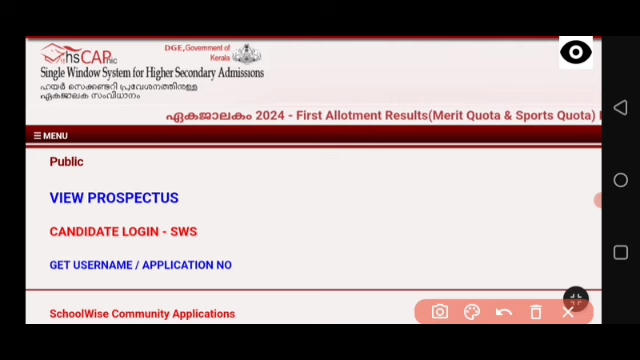 hsCAP nic
DGE,Government of
Kerala
Single Window System for Higher Secondary Admissions
ഹയർ സെക്കണ്ടറി പ്രവേശനത്തിനുള്ള
ഏകജാലക സംവിധാനം
ഏകജാലകം 2024 - First Allotment Results(Merit Quota & Sports Quota)
☰ MENU
Public
VIEW PROSPECTUS
CANDIDATE LOGIN - SWS
GET USERNAME / APPLICATION NO
SchoolWise Community Applications